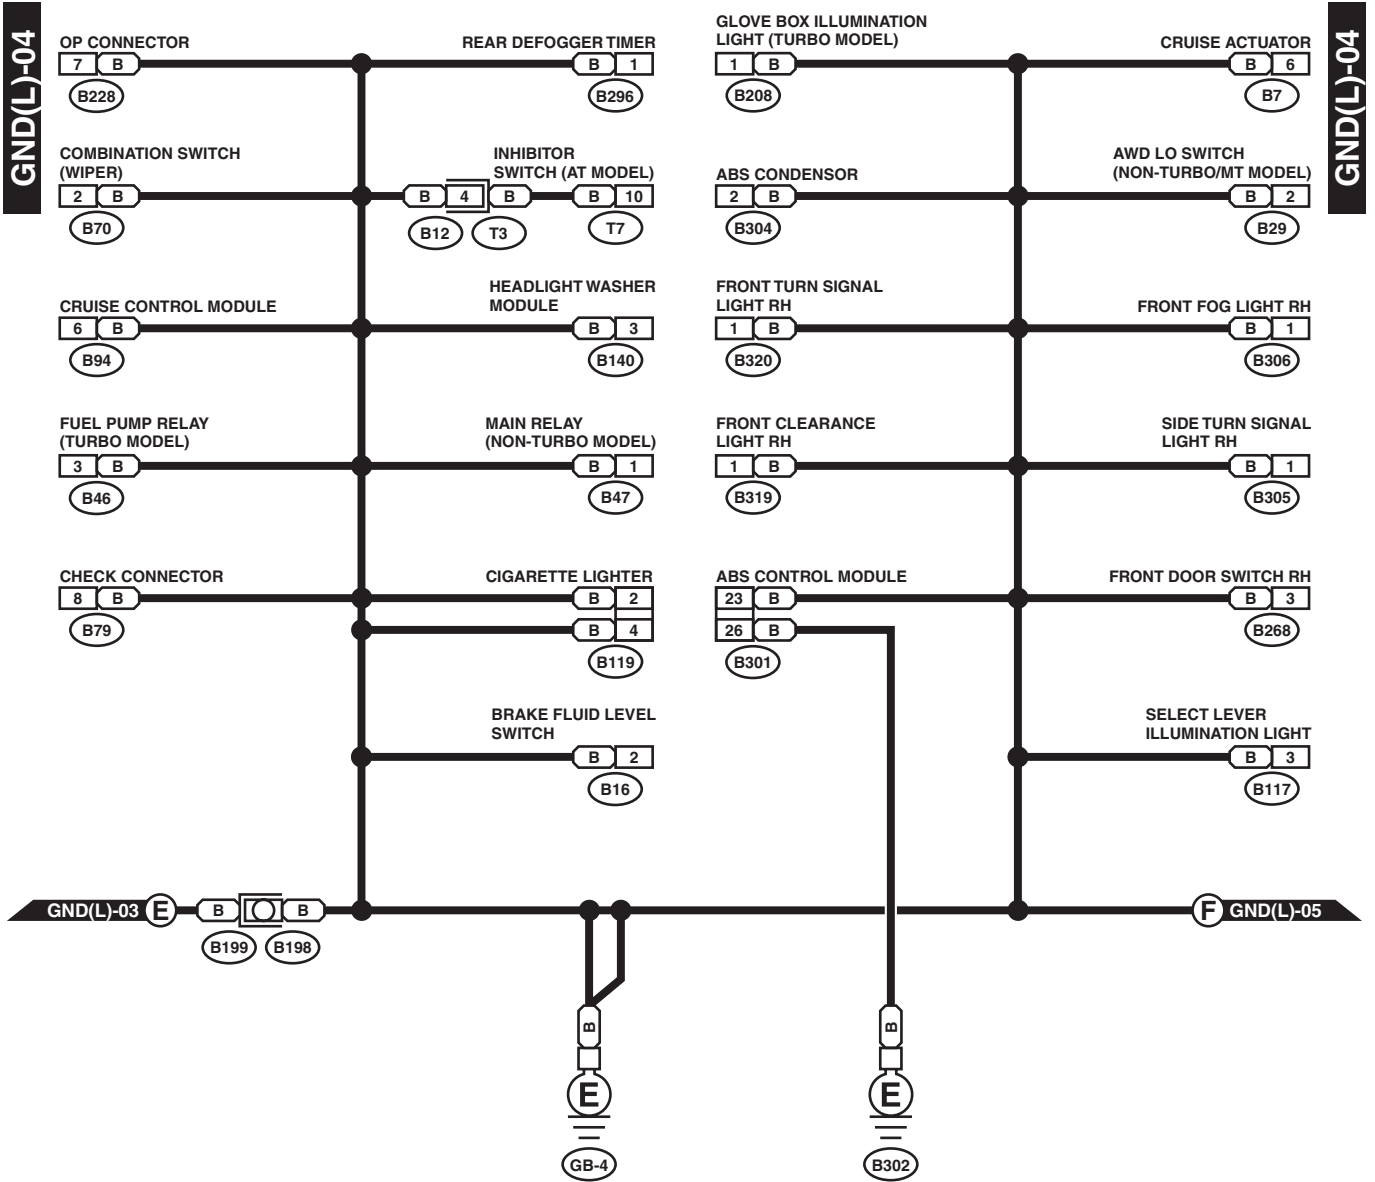 GND(L)-04
GND(L)-04
OP CONNECTOR
7 B
B228
REAR DEFOGGER TIMER
B 1
B296
GLOVE BOX ILLUMINATION
LIGHT (TURBO MODEL)
1 B
B208
CRUISE ACTUATOR
B 6
B7
COMBINATION SWITCH
(WIPER)
2 B
B70
INHIBITOR
SWITCH (AT MODEL)
B 4 B B 10
B12 T3 T7
ABS CONDENSOR
2 B
B304
AWD LO SWITCH
(NON-TURBO/MT MODEL)
B 2
B29
CRUISE CONTROL MODULE
6 B
B94
HEADLIGHT WASHER
MODULE
B 3
B140
FRONT TURN SIGNAL
LIGHT RH
1 B
B320
FRONT FOG LIGHT RH
B 1
B306
FUEL PUMP RELAY
(TURBO MODEL)
3 B
B46
MAIN RELAY
(NON-TURBO MODEL)
B 1
B47
FRONT CLEARANCE
LIGHT RH
1 B
B319
SIDE TURN SIGNAL
LIGHT RH
B 1
B305
CHECK CONNECTOR
8 B
B79
CIGARETTE LIGHTER
B 2
B 4
B119
ABS CONTROL MODULE
23 B
26 B
B301
FRONT DOOR SWITCH RH
B 3
B268
BRAKE FLUID LEVEL
SWITCH
B 2
B16
SELECT LEVER
ILLUMINATION LIGHT
B 3
B117
GND(L)-03 E B B
B199 B198
F GND(L)-05
B
E
GB-4
B
E
B302